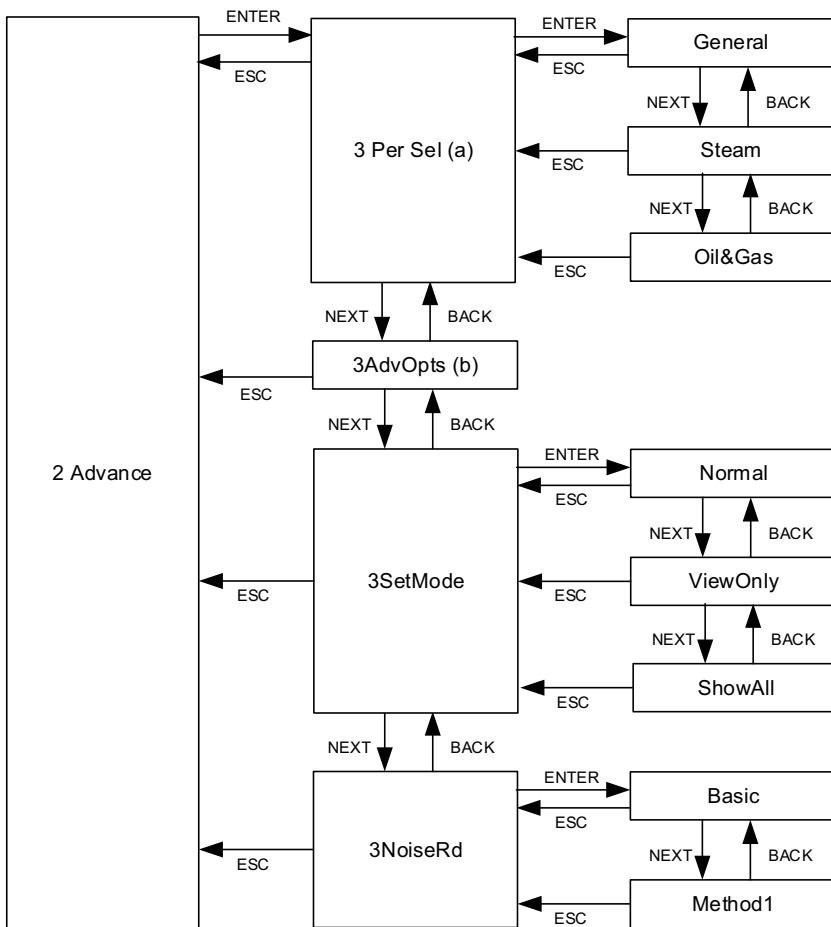 ENTER
ENTER
General
ESC
ESC
NEXT
BACK
3 Per Sel (a)
Steam
ESC
NEXT
BACK
Oil&Gas
ESC
NEXT
BACK
3AdvOpts (b)
ESC
NEXT
BACK
2 Advance
ENTER
Normal
ESC
NEXT
BACK
3SetMode
ViewOnly
ESC
ESC
NEXT
BACK
ShowAll
ESC
NEXT
BACK
ENTER
Basic
ESC
3NoiseRd
ESC
NEXT
BACK
Method1
ESC